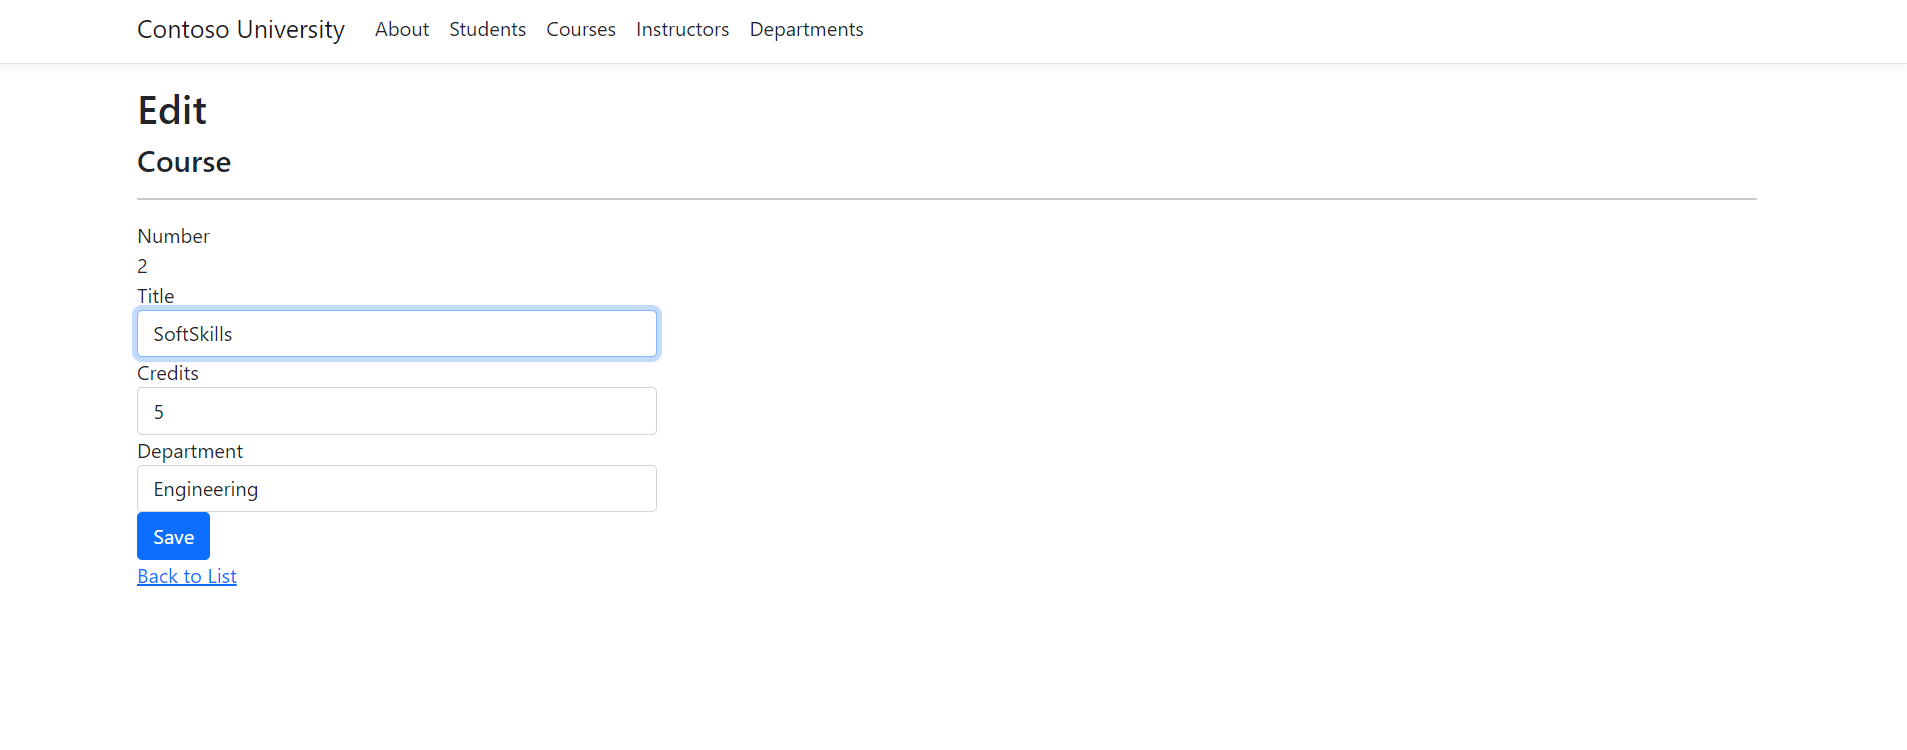 Contoso University About Students Courses Instructors Departments
Edit
Course
Number
2
Title
SoftSkills
Credits
5
Department
Engineering
Save
Back to List